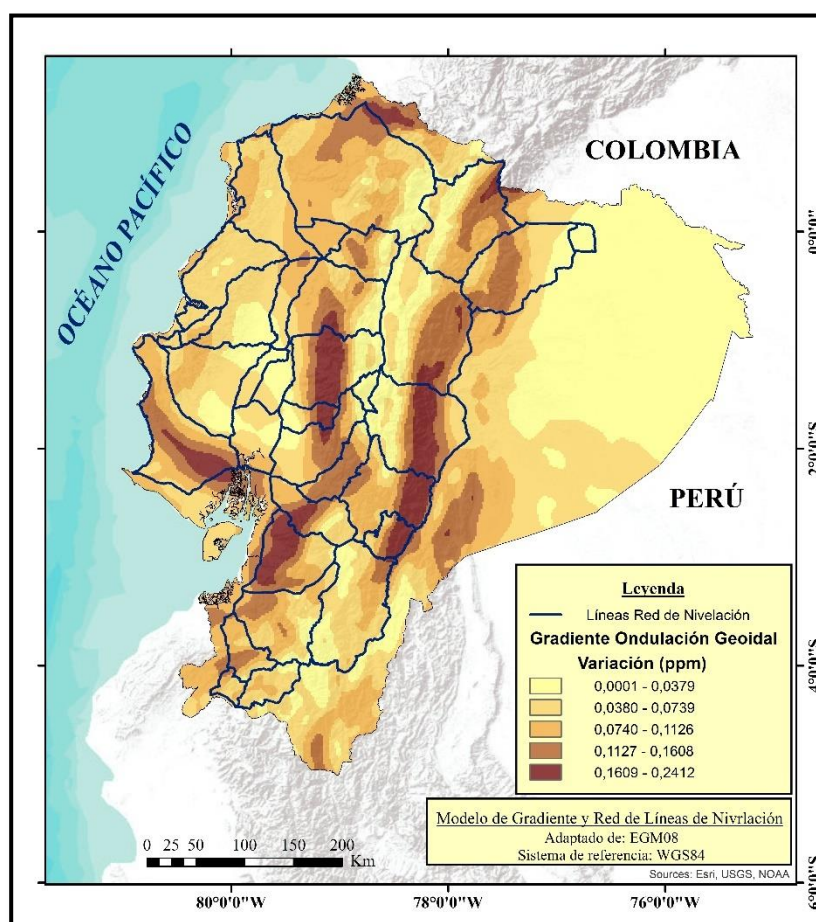 OCÉANO PACÍFICO
COLOMBIA
PERÚ
0°0'0"
2°0'0"S
4°0'0"S
6°0'0"S
Leyenda
Líneas Red de Nivelación
Gradiente Ondulación Geoidal
Variación (ppm)
0,0001 - 0,0379
0,0380 - 0,0739
0,0740 - 0,1126
0,1127 - 0,1608
0,1609 - 0,2412
Modelo de Gradiente y Red de Líneas de Nivrlación
Adaptado de: EGM08
Sistema de referencia: WGS84
Sources: Esri, USGS, NOAA
0 25 50 100 150 200
Km
80°0'0"W 78°0'0"W 76°0'0"W